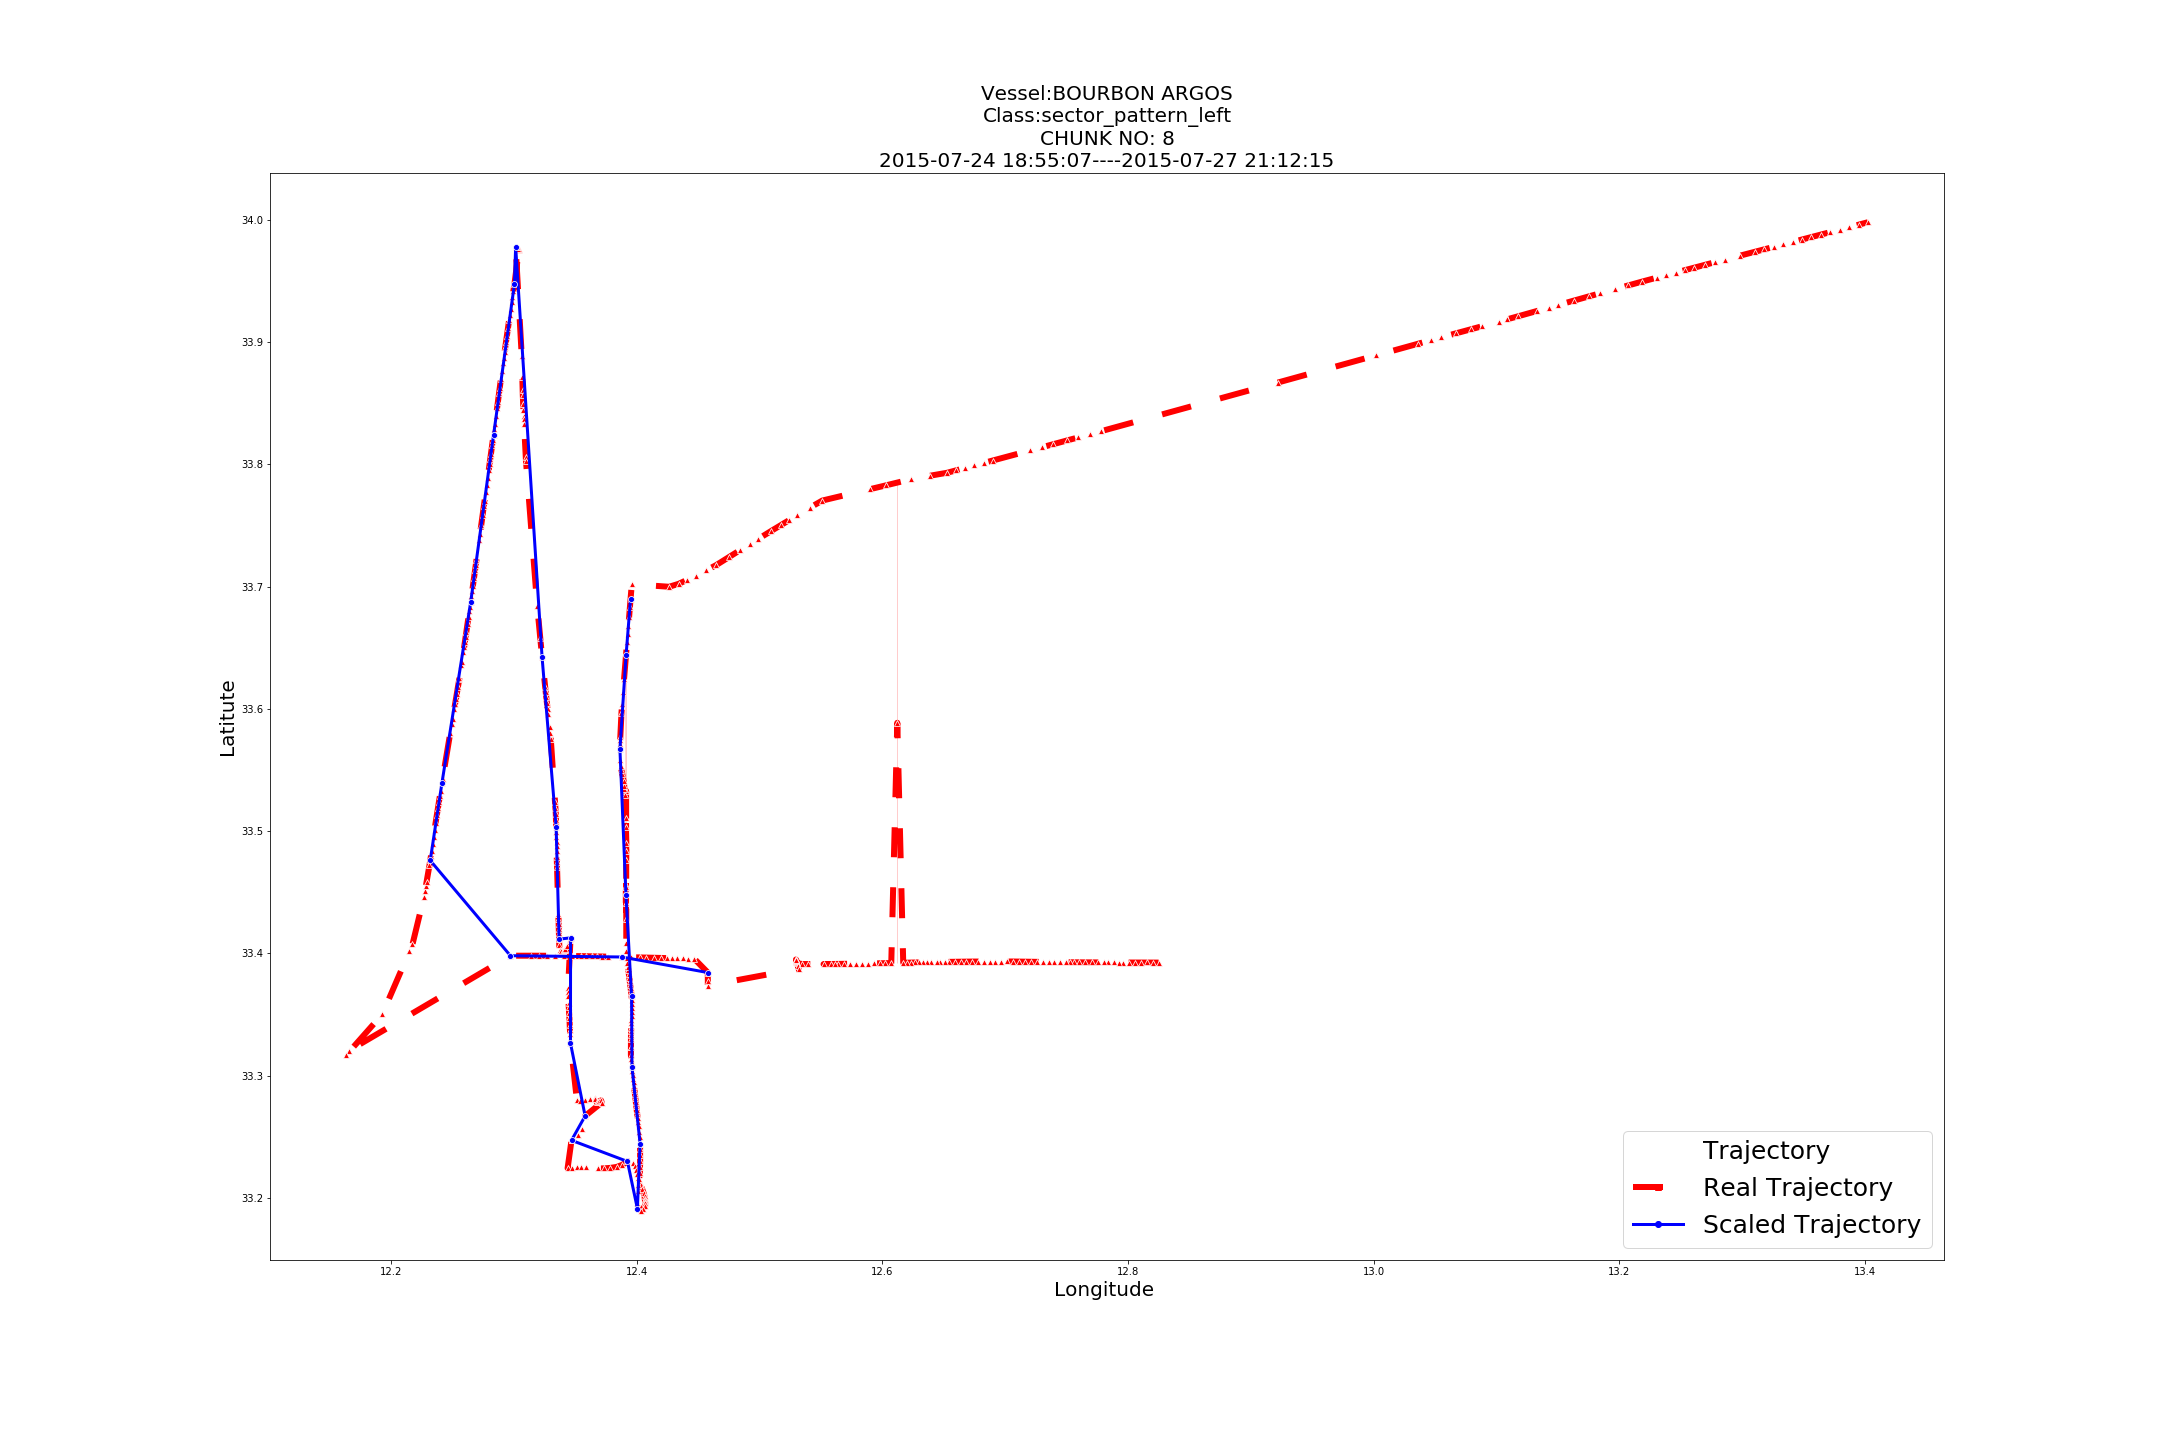 Vessel:BOURBON ARGOS
Class:sector_pattern_left
CHUNK NO: 8
2015-07-24 18:55:07----2015-07-27 21:12:15
34.0
33.9
33.8
33.7
33.6
33.5
33.4
33.3
33.2
Latitute
12.2
12.4
12.6
12.8
13.0
13.2
13.4
Longitude
Trajectory
Real Trajectory
Scaled Trajectory